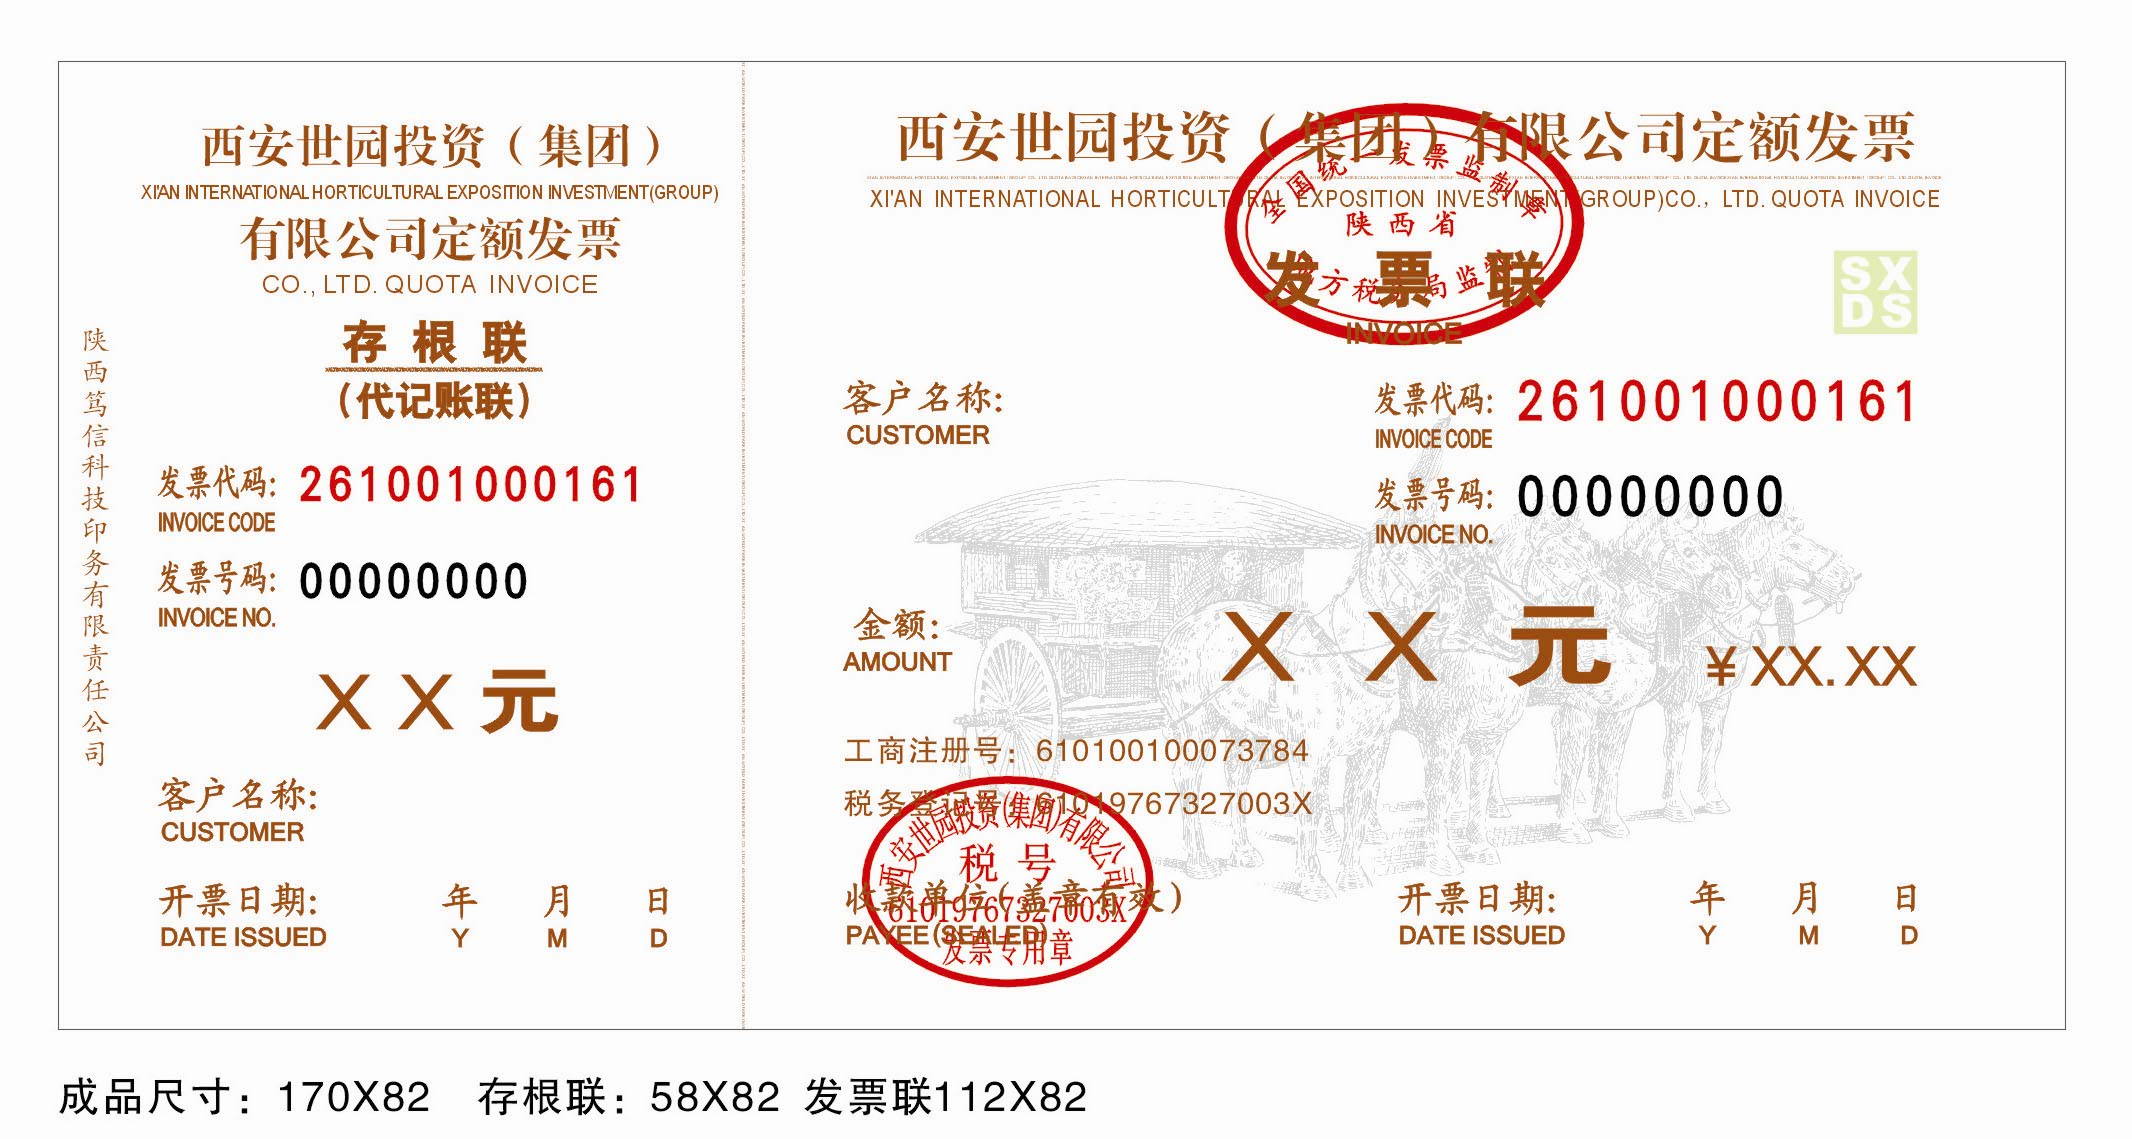 西安世园投资（集团）
XI'AN INTERNATIONAL HORTICULTURAL EXPOSITION INVESTMENT(GROUP)
有限公司定额发票
CO., LTD. QUOTA INVOICE
存根联
（代记账联）
发票代码: 261001000161
INVOICE CODE
发票号码: 00000000
INVOICE NO.
XX元
客户名称:
CUSTOMER
开票日期: 年 月 日
DATE ISSUED Y M D
陕西笃信科技印务有限责任公司
西安世园投资（集团）有限公司定额发票
XI'AN INTERNATIONAL HORTICULTURAL EXPOSITION INVESTMENT(GROUP)CO., LTD. QUOTA INVOICE
全国统一发票监制章
陕西省
发票联
INVOICE
SX
DS
客户名称:
CUSTOMER
发票代码: 261001000161
INVOICE CODE
发票号码: 00000000
INVOICE NO.
金额: X X 元 ¥XX.XX
AMOUNT
工商注册号：610100100073784
税务登记号：61019767327003X
西安世园投资(集团)有限公司
税号
61019767327003X
发票专用章
收款单位(盖章有效)
PAYEE(SEALED)
开票日期: 年 月 日
DATE ISSUED Y M D
成品尺寸：170X82 存根联：58X82 发票联112X82